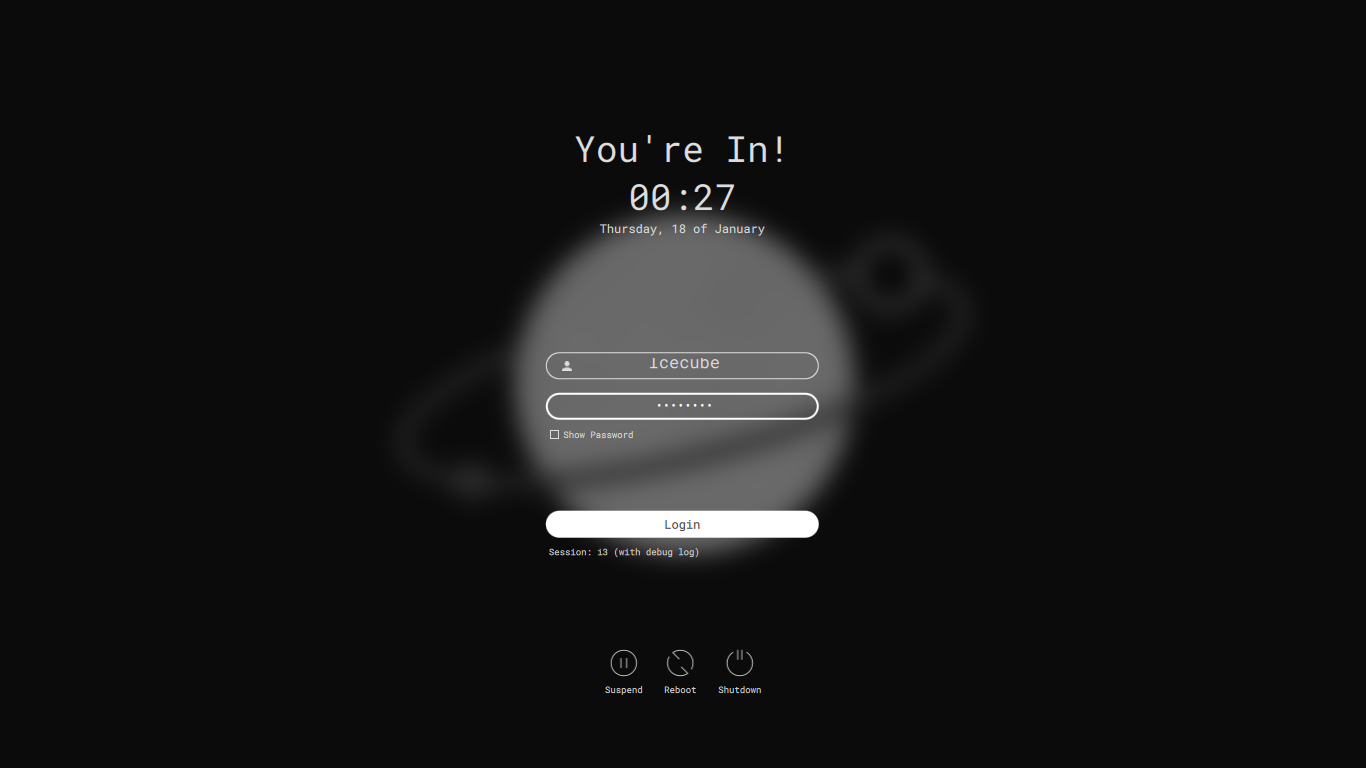 You're In!
00:27
Thursday, 18 of January
Icecube
••••••••
Show Password
Login
Session: i3 (with debug log)
Suspend Reboot Shutdown